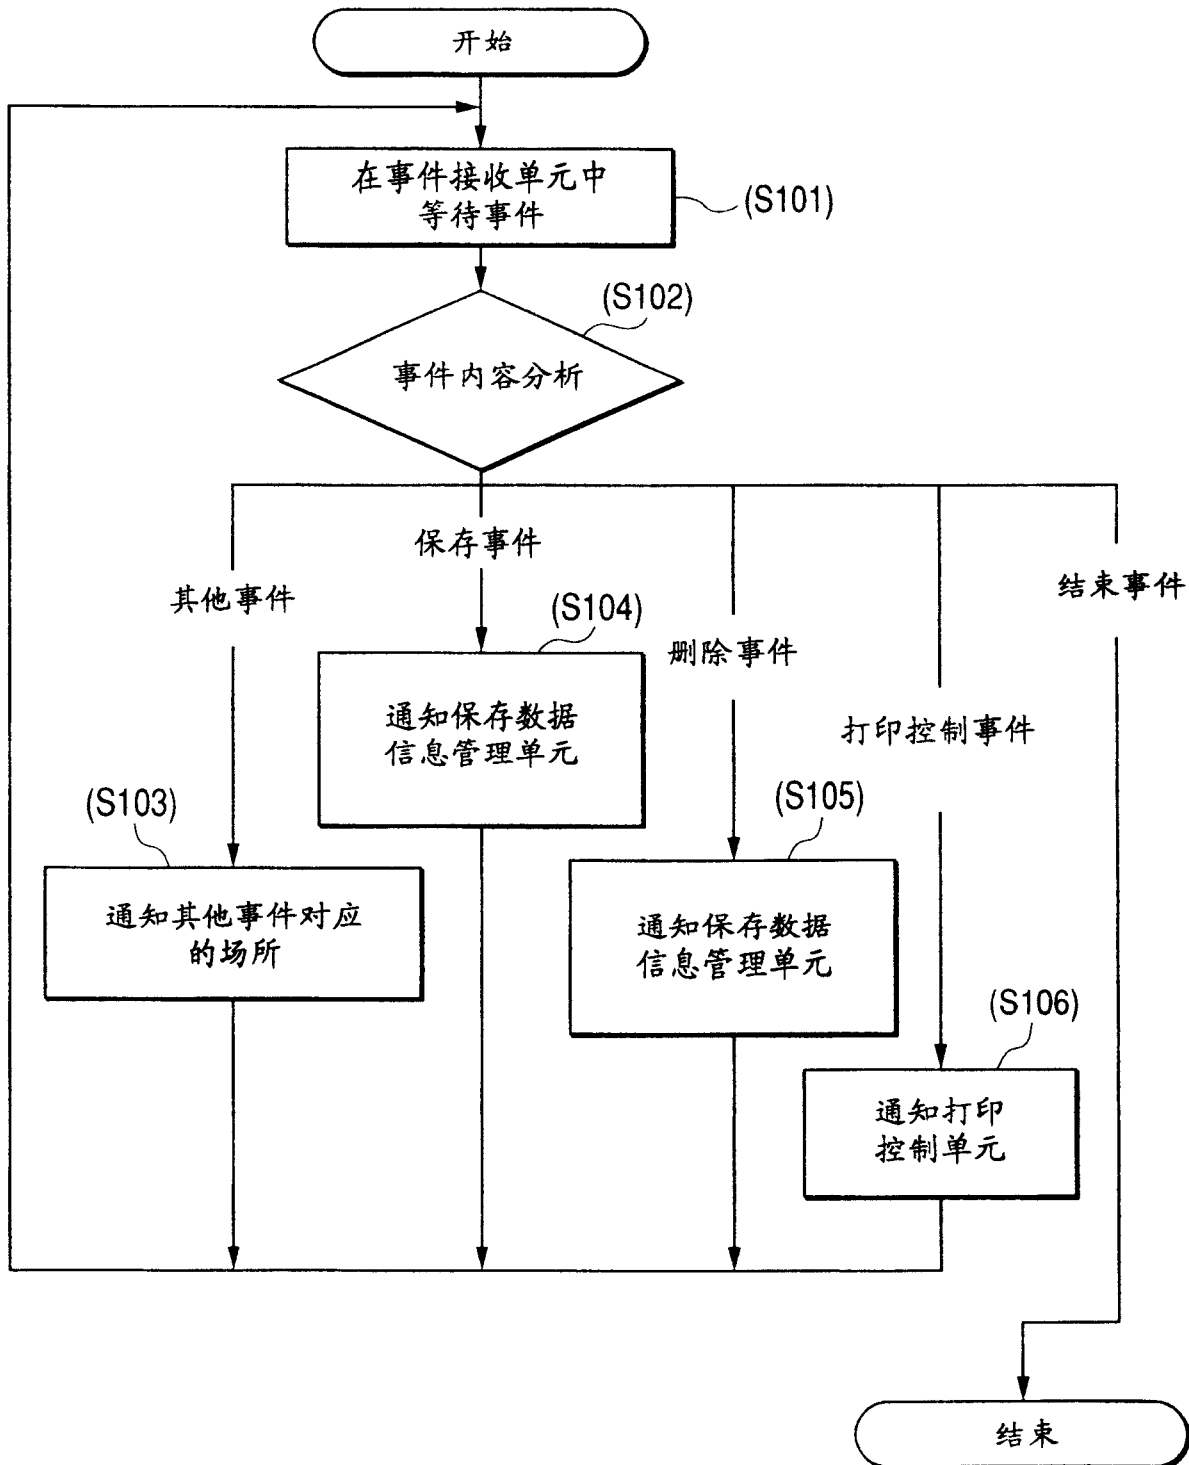 开始
在事件接收单元中
等待事件
(S101)
(S102)
事件内容分析
保存事件
其他事件
结束事件
(S104)
删除事件
通知保存数据
信息管理单元
打印控制事件
(S103)
(S105)
通知其他事件对应
的场所
通知保存数据
信息管理单元
(S106)
通知打印
控制单元
结束